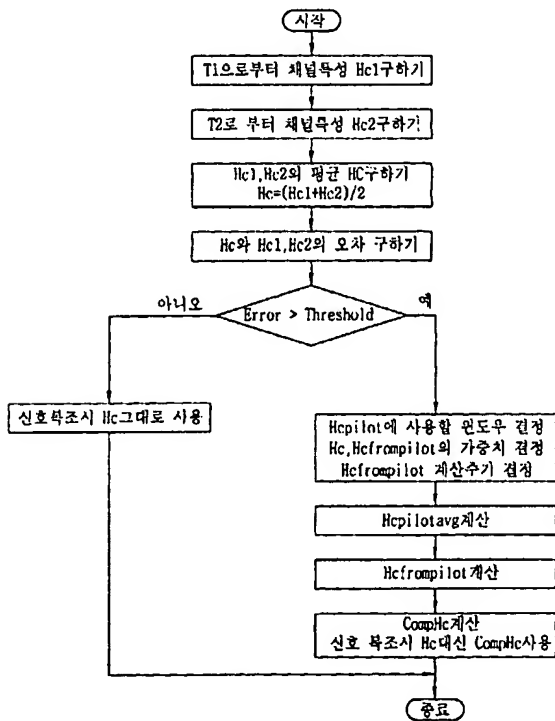 시작
T1으로부터 채널특성 Hc1구하기
T2로 부터 채널특성 Hc2구하기
Hc1,Hc2의 평균 HC구하기
Hc=(Hc1+Hc2)/2
Hc와 Hc1,Hc2의 오차 구하기
아니오
예
Error > Threshold
신호복조시 Hc그대로 사용
Hcpilot에 사용할 윈도우 결정
Hc,Hcfrompilot의 가중치 결정
Hcfrompilot 계산주기 결정
Hcpilotavg계산
Hcfrompilot계산
CompHc계산
신호 복조시 Hc대신 CompHc사용
종료